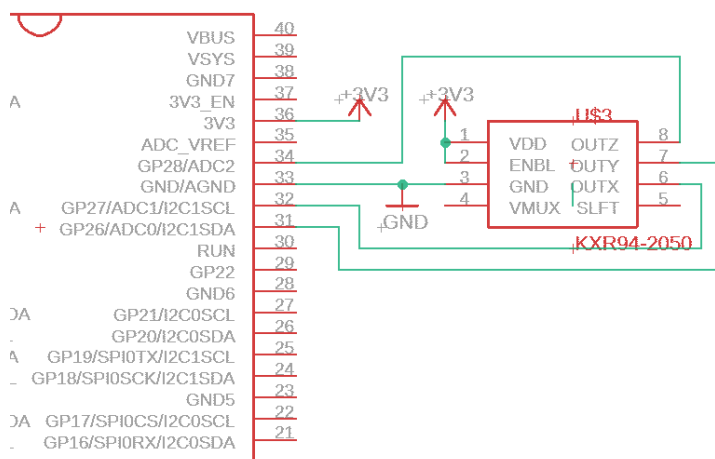 VBUS 40
VSYS 39
GND7 38
3V3_EN 37
3V3 36
ADC_VREF 35
GP28/ADC2 34
GND/AGND 33
GP27/ADC1/I2C1SCL 32
GP26/ADC0/I2C1SDA 31
RUN 30
GP22 29
GND6 28
GP21/I2C0SCL 27
GP20/I2C0SDA 26
GP19/SPI0TX/I2C1SCL 25
GP18/SPI0SCK/I2C1SDA 24
GND5 23
GP17/SPI0CS/I2C0SCL 22
GP16/SPI0RX/I2C0SDA 21
A
A
DA
A
DA
+3V3
+3V3
GND
U$3
1 VDD OUTZ 8
2 ENBL OUTY 7
3 GND OUTX 6
4 VMUX SLFT 5
KXR94-2050